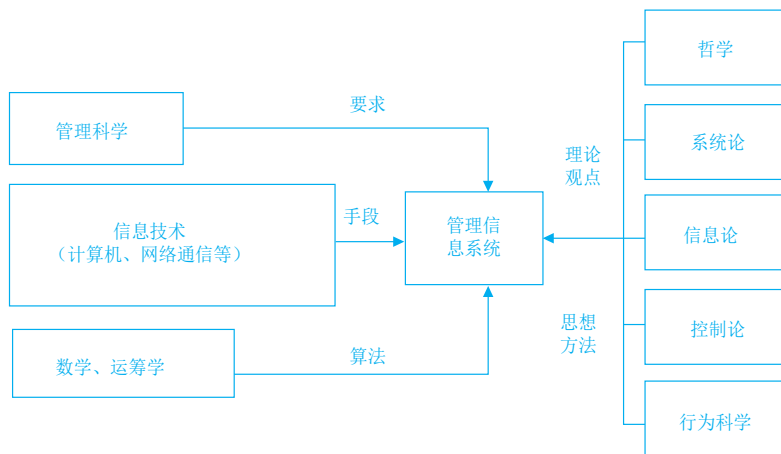 哲学
管理科学
要求
系统论
理论
观点
信息技术
（计算机、网络通信等）
手段
管理信
息系统
信息论
思想
方法
控制论
数学、运筹学
算法
行为科学